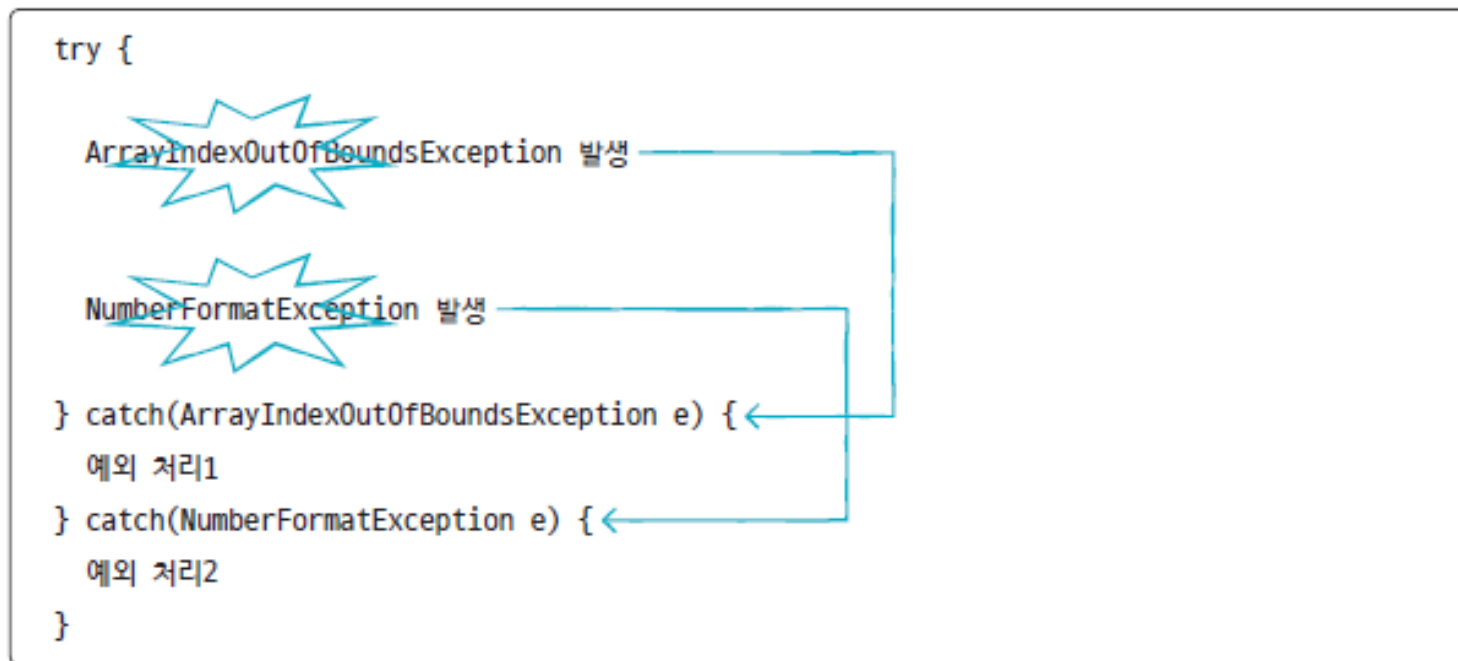 try {
ArrayIndexOutOfBoundsException 발생
NumberFormatException 발생
} catch(ArrayIndexOutOfBoundsException e) {
예외 처리1
} catch(NumberFormatException e) {
예외 처리2
}